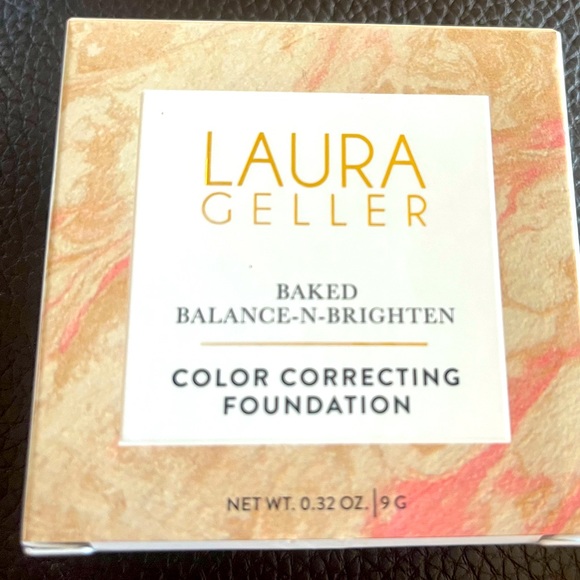 LAURA
GELLER
BAKED
BALANCE-N-BRIGHTEN
COLOR CORRECTING
FOUNDATION
NET WT. 0.32 OZ. | 9 G